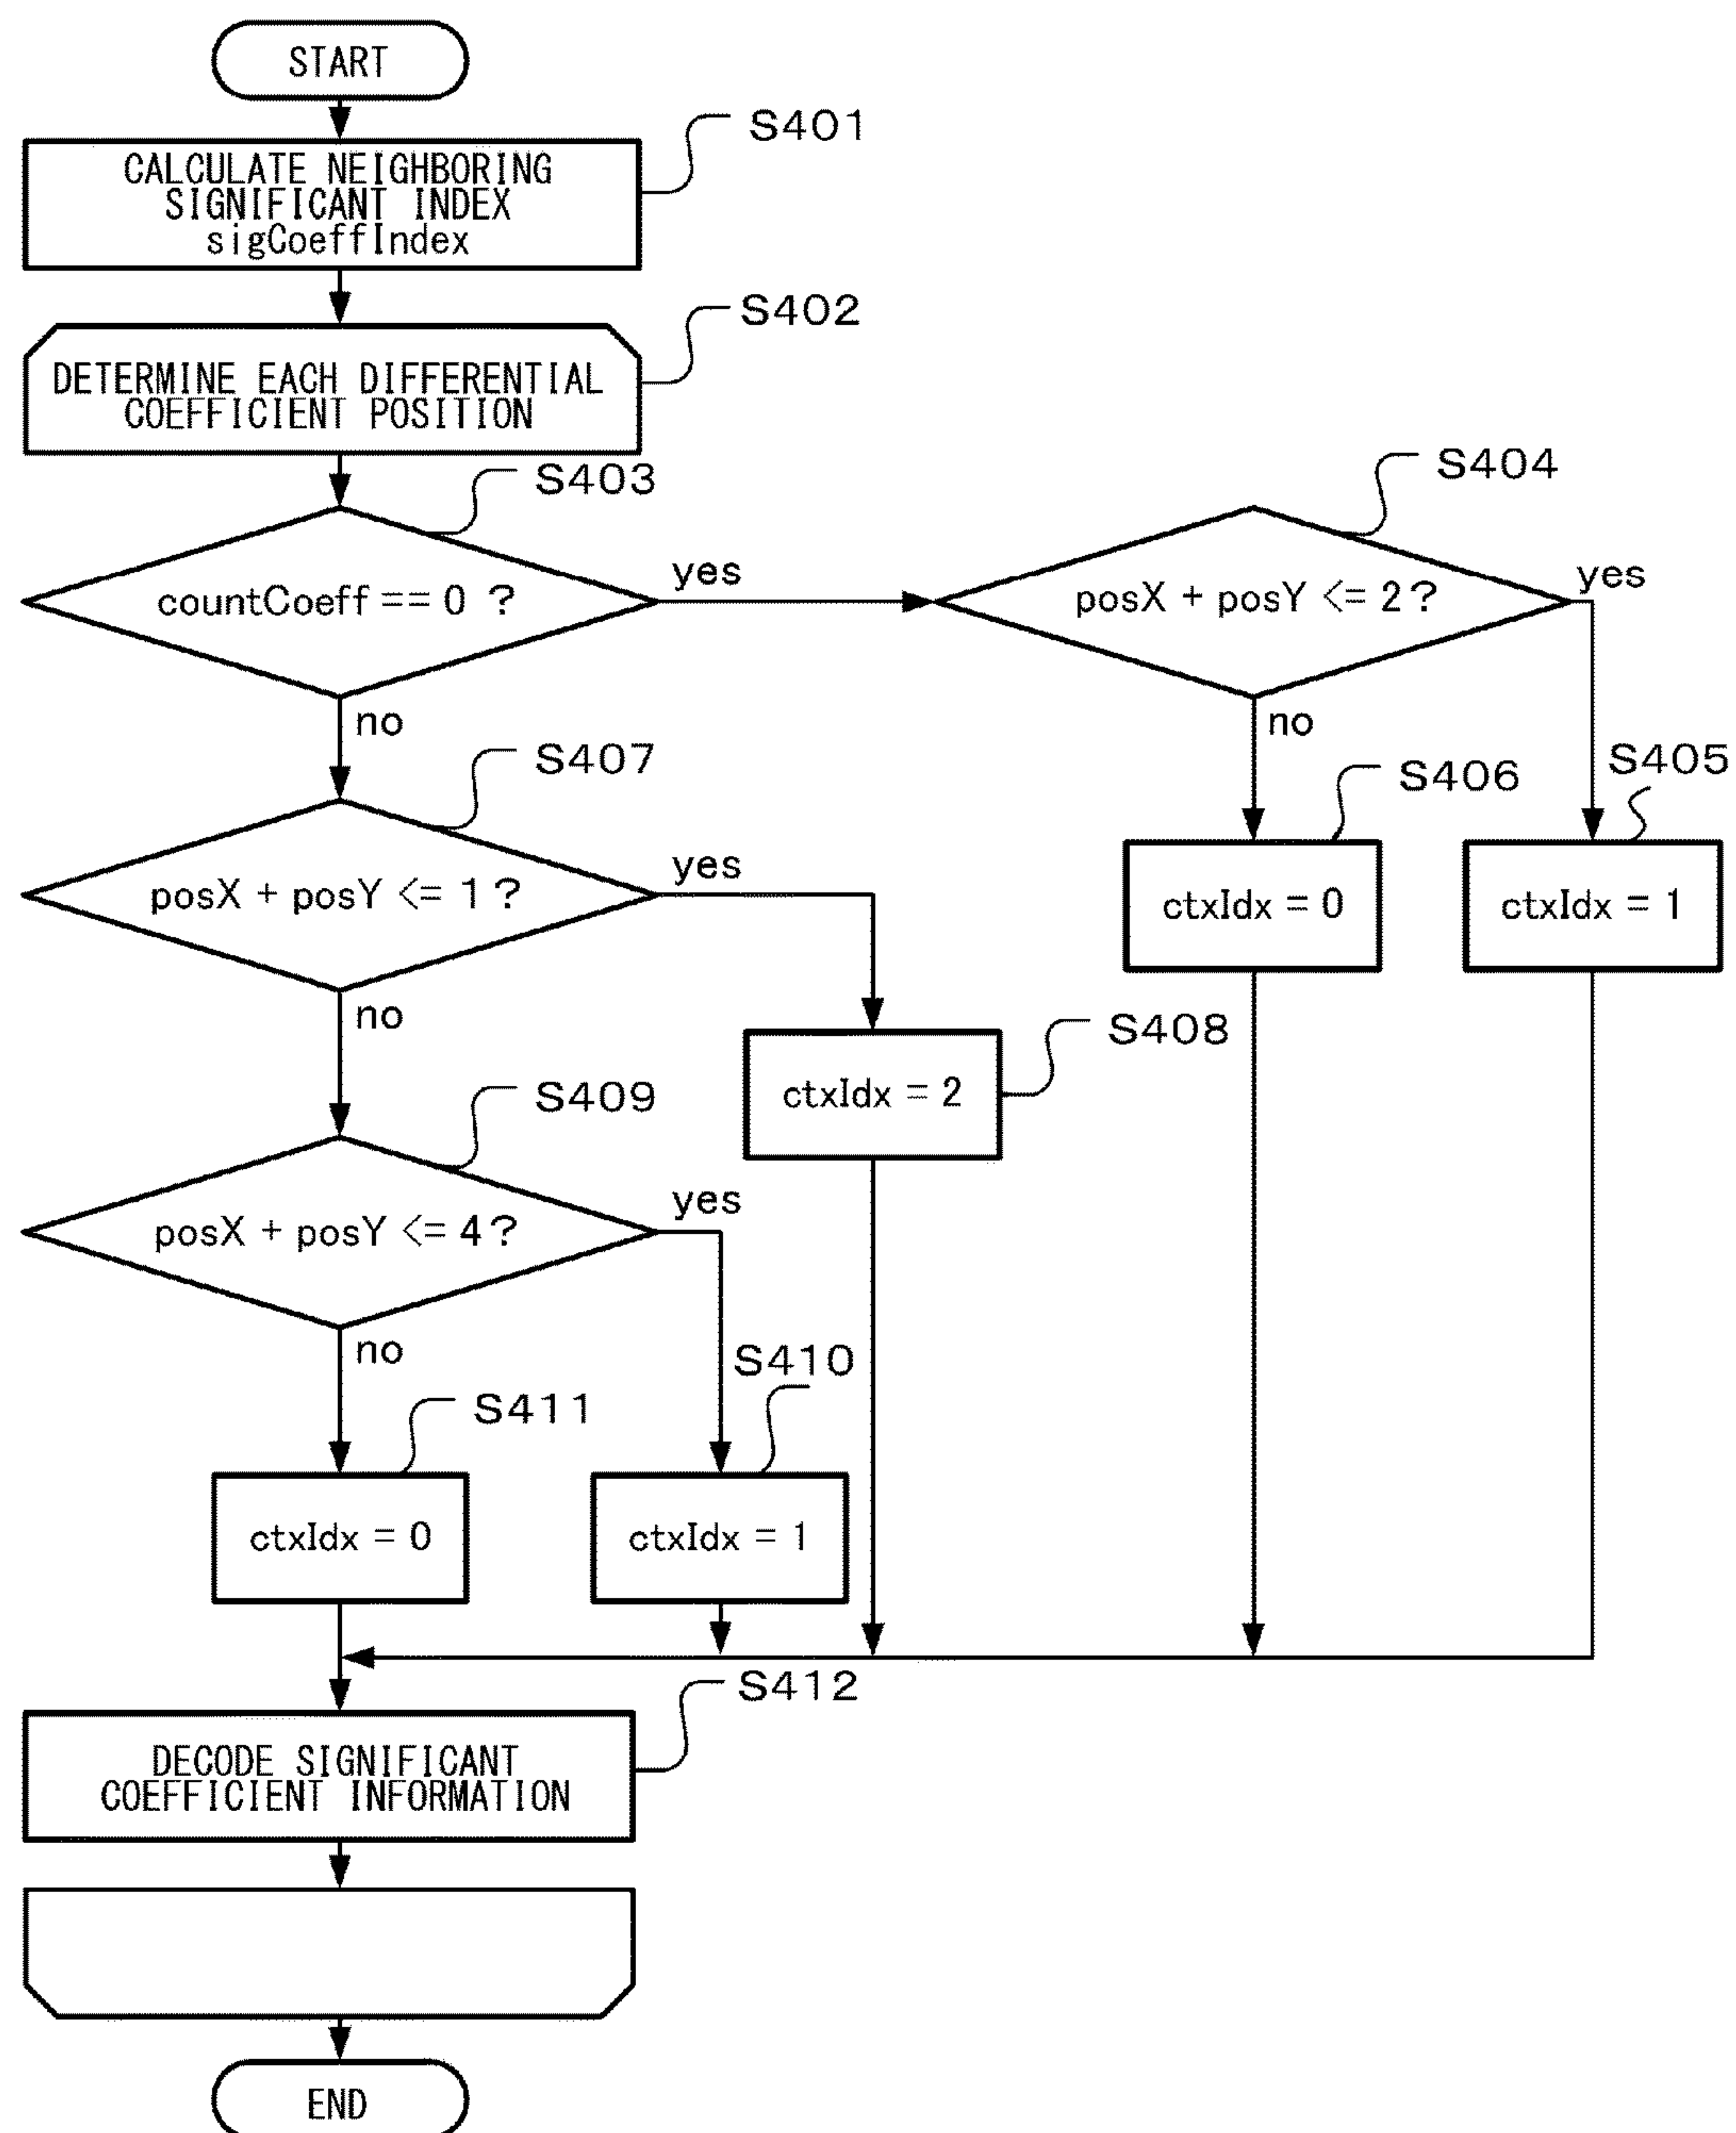 START
S401
CALCULATE NEIGHBORING
SIGNIFICANT INDEX
sigCoeffIndex
S402
DETERMINE EACH DIFFERENTIAL
COEFFICIENT POSITION
S403
countCoeff == 0 ?
yes
no
S404
posX + posY <= 2 ?
yes
no
S405
ctxIdx = 1
S406
ctxIdx = 0
S407
posX + posY <= 1 ?
yes
no
S408
ctxIdx = 2
S409
posX + posY <= 4 ?
yes
no
S410
ctxIdx = 1
S411
ctxIdx = 0
S412
DECODE SIGNIFICANT
COEFFICIENT INFORMATION
END